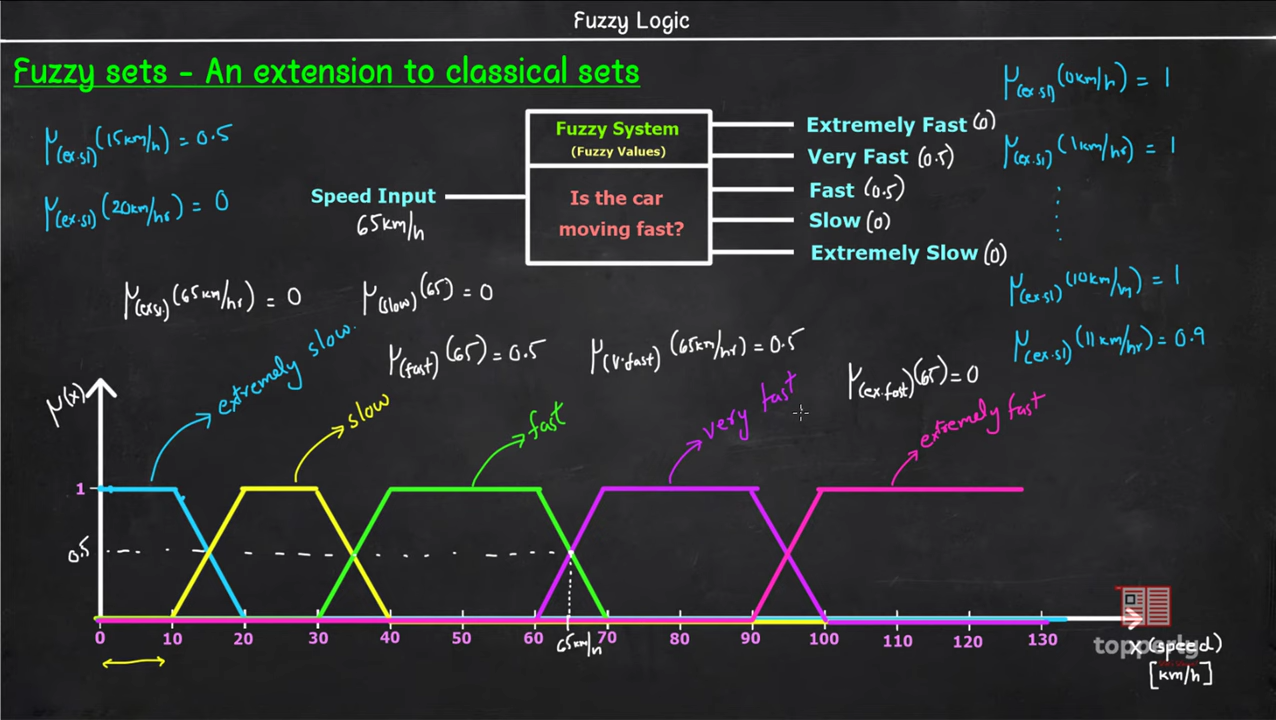 Fuzzy Logic
Fuzzy sets - An extension to classical sets
μ(ex.sl)(15km/h) = 0.5
μ(ex.sl)(20km/hr) = 0
Speed Input
65km/h
Fuzzy System
(Fuzzy Values)
Is the car
moving fast?
Extremely Fast (0)
Very Fast (0.5)
Fast (0.5)
Slow (0)
Extremely Slow (0)
μ(ex.sl)(0km/h) = 1
μ(ex.sl)(1km/hr) = 1
μ(ex.sl)(10km/hr) = 1
μ(ex.sl)(11km/hr) = 0.9
μ(ex.sl)(65km/hr) = 0
μ(slow)(65) = 0
μ(fast)(65) = 0.5
μ(v.fast)(65km/hr) = 0.5
μ(ex.fast)(65) = 0
μ(x)
extremely slow.
slow
fast
very fast
extremely fast
1
0.5
0 10 20 30 40 50 60 70 80 90 100 110 120 130
65km/h
topperly
x (speed)
[km/h]